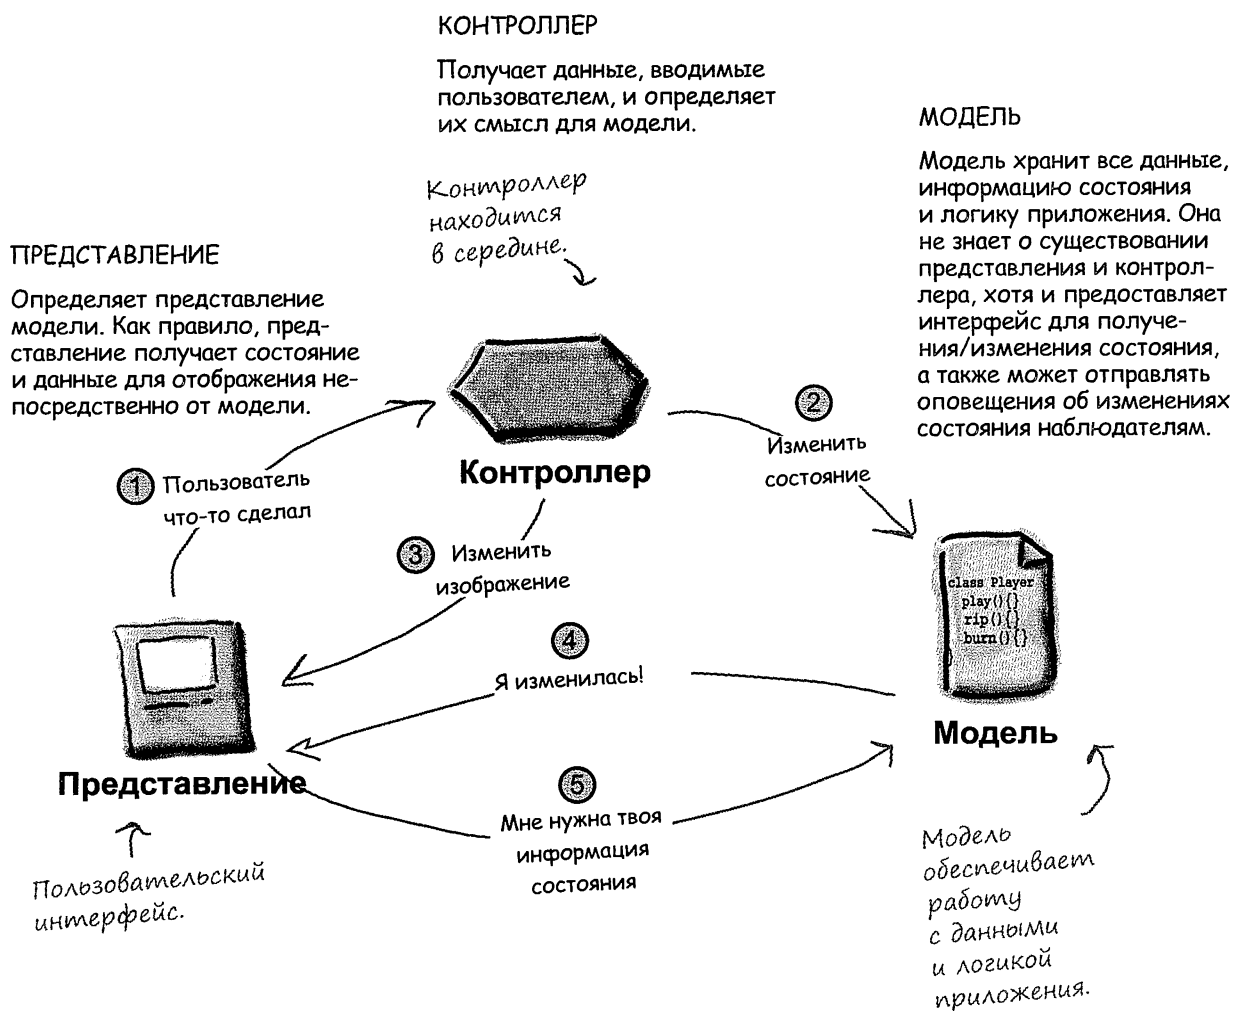 КОНТРОЛЛЕР
Получает данные, вводимые
пользователем, и определяет
их смысл для модели.
Контроллер
находится
в середине.
МОДЕЛЬ
Модель хранит все данные,
информацию состояния
и логику приложения. Она
не знает о существовании
представления и контрол-
лера, хотя и предоставляет
интерфейс для получе-
ния/изменения состояния,
а также может отправлять
оповещения об изменениях
состояния наблюдателям.
ПРЕДСТАВЛЕНИЕ
Определяет представление
модели. Как правило, пред-
ставление получает состояние
и данные для отображения не-
посредственно от модели.
Контроллер
1 Пользователь
что-то сделал
2
Изменить
состояние
3 Изменить
изображение
4
Я изменилась!
class Player
play(){}
rip(){}
burn(){}
}
Модель
Представление
5
Мне нужна твоя
информация
состояния
Пользовательский
интерфейс.
Модель
обеспечивает
работу
с данными
и логикой
приложения.